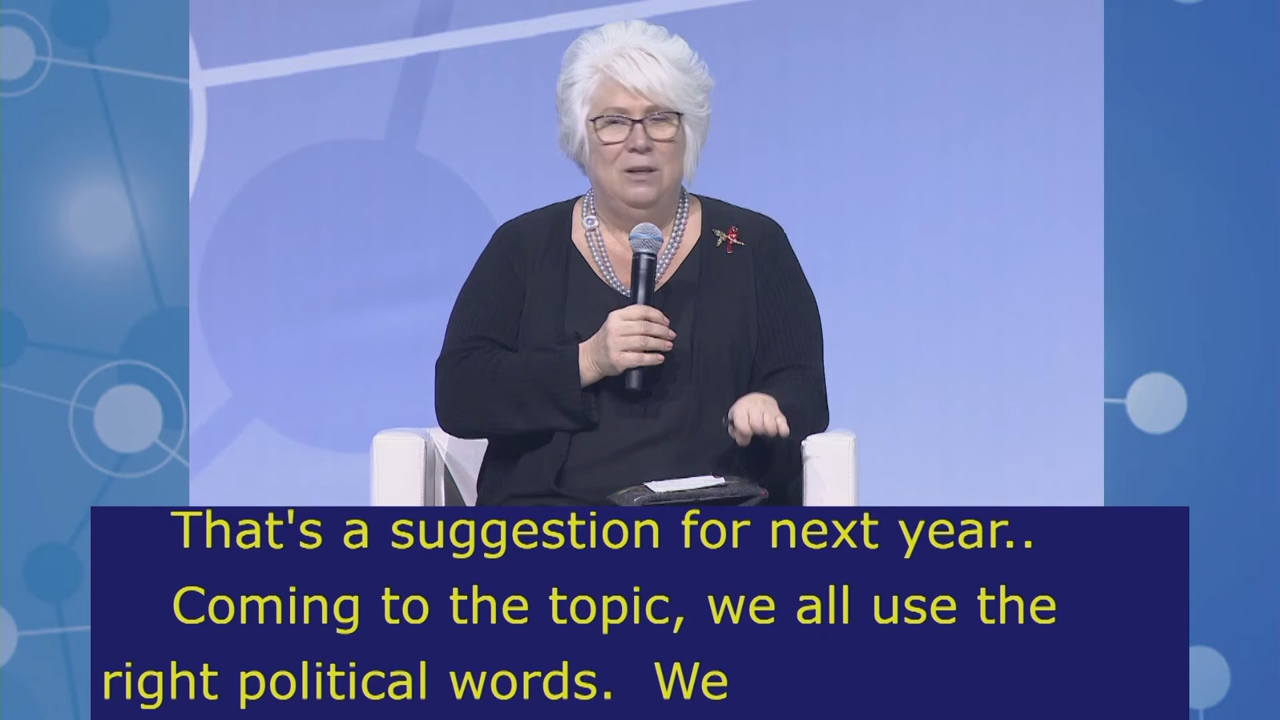 That's a suggestion for next year..
Coming to the topic, we all use the
right political words.  We